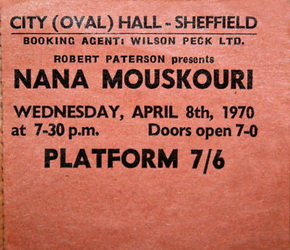 CITY (OVAL) HALL - SHEFFIELD
BOOKING AGENT: WILSON PECK LTD.
ROBERT PATERSON presents
NANA MOUSKOURI
WEDNESDAY, APRIL 8th, 1970
at 7-30 p.m. Doors open 7-0
PLATFORM 7/6